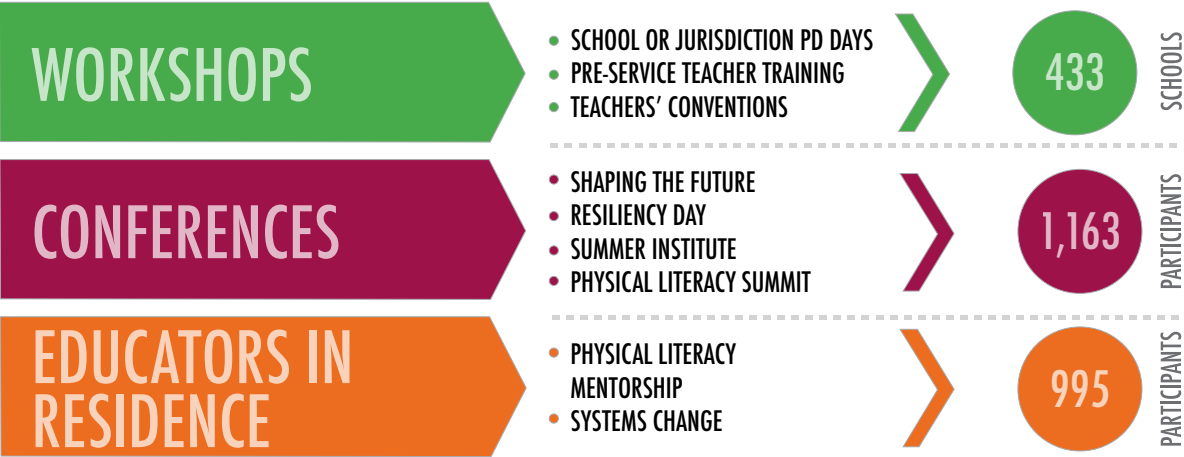 WORKSHOPS
• SCHOOL OR JURISDICTION PD DAYS
• PRE-SERVICE TEACHER TRAINING
• TEACHERS' CONVENTIONS
433
SCHOOLS
CONFERENCES
• SHAPING THE FUTURE
• RESILIENCY DAY
• SUMMER INSTITUTE
• PHYSICAL LITERACY SUMMIT
1,163
PARTICIPANTS
EDUCATORS IN
RESIDENCE
• PHYSICAL LITERACY
MENTORSHIP
• SYSTEMS CHANGE
995
PARTICIPANTS